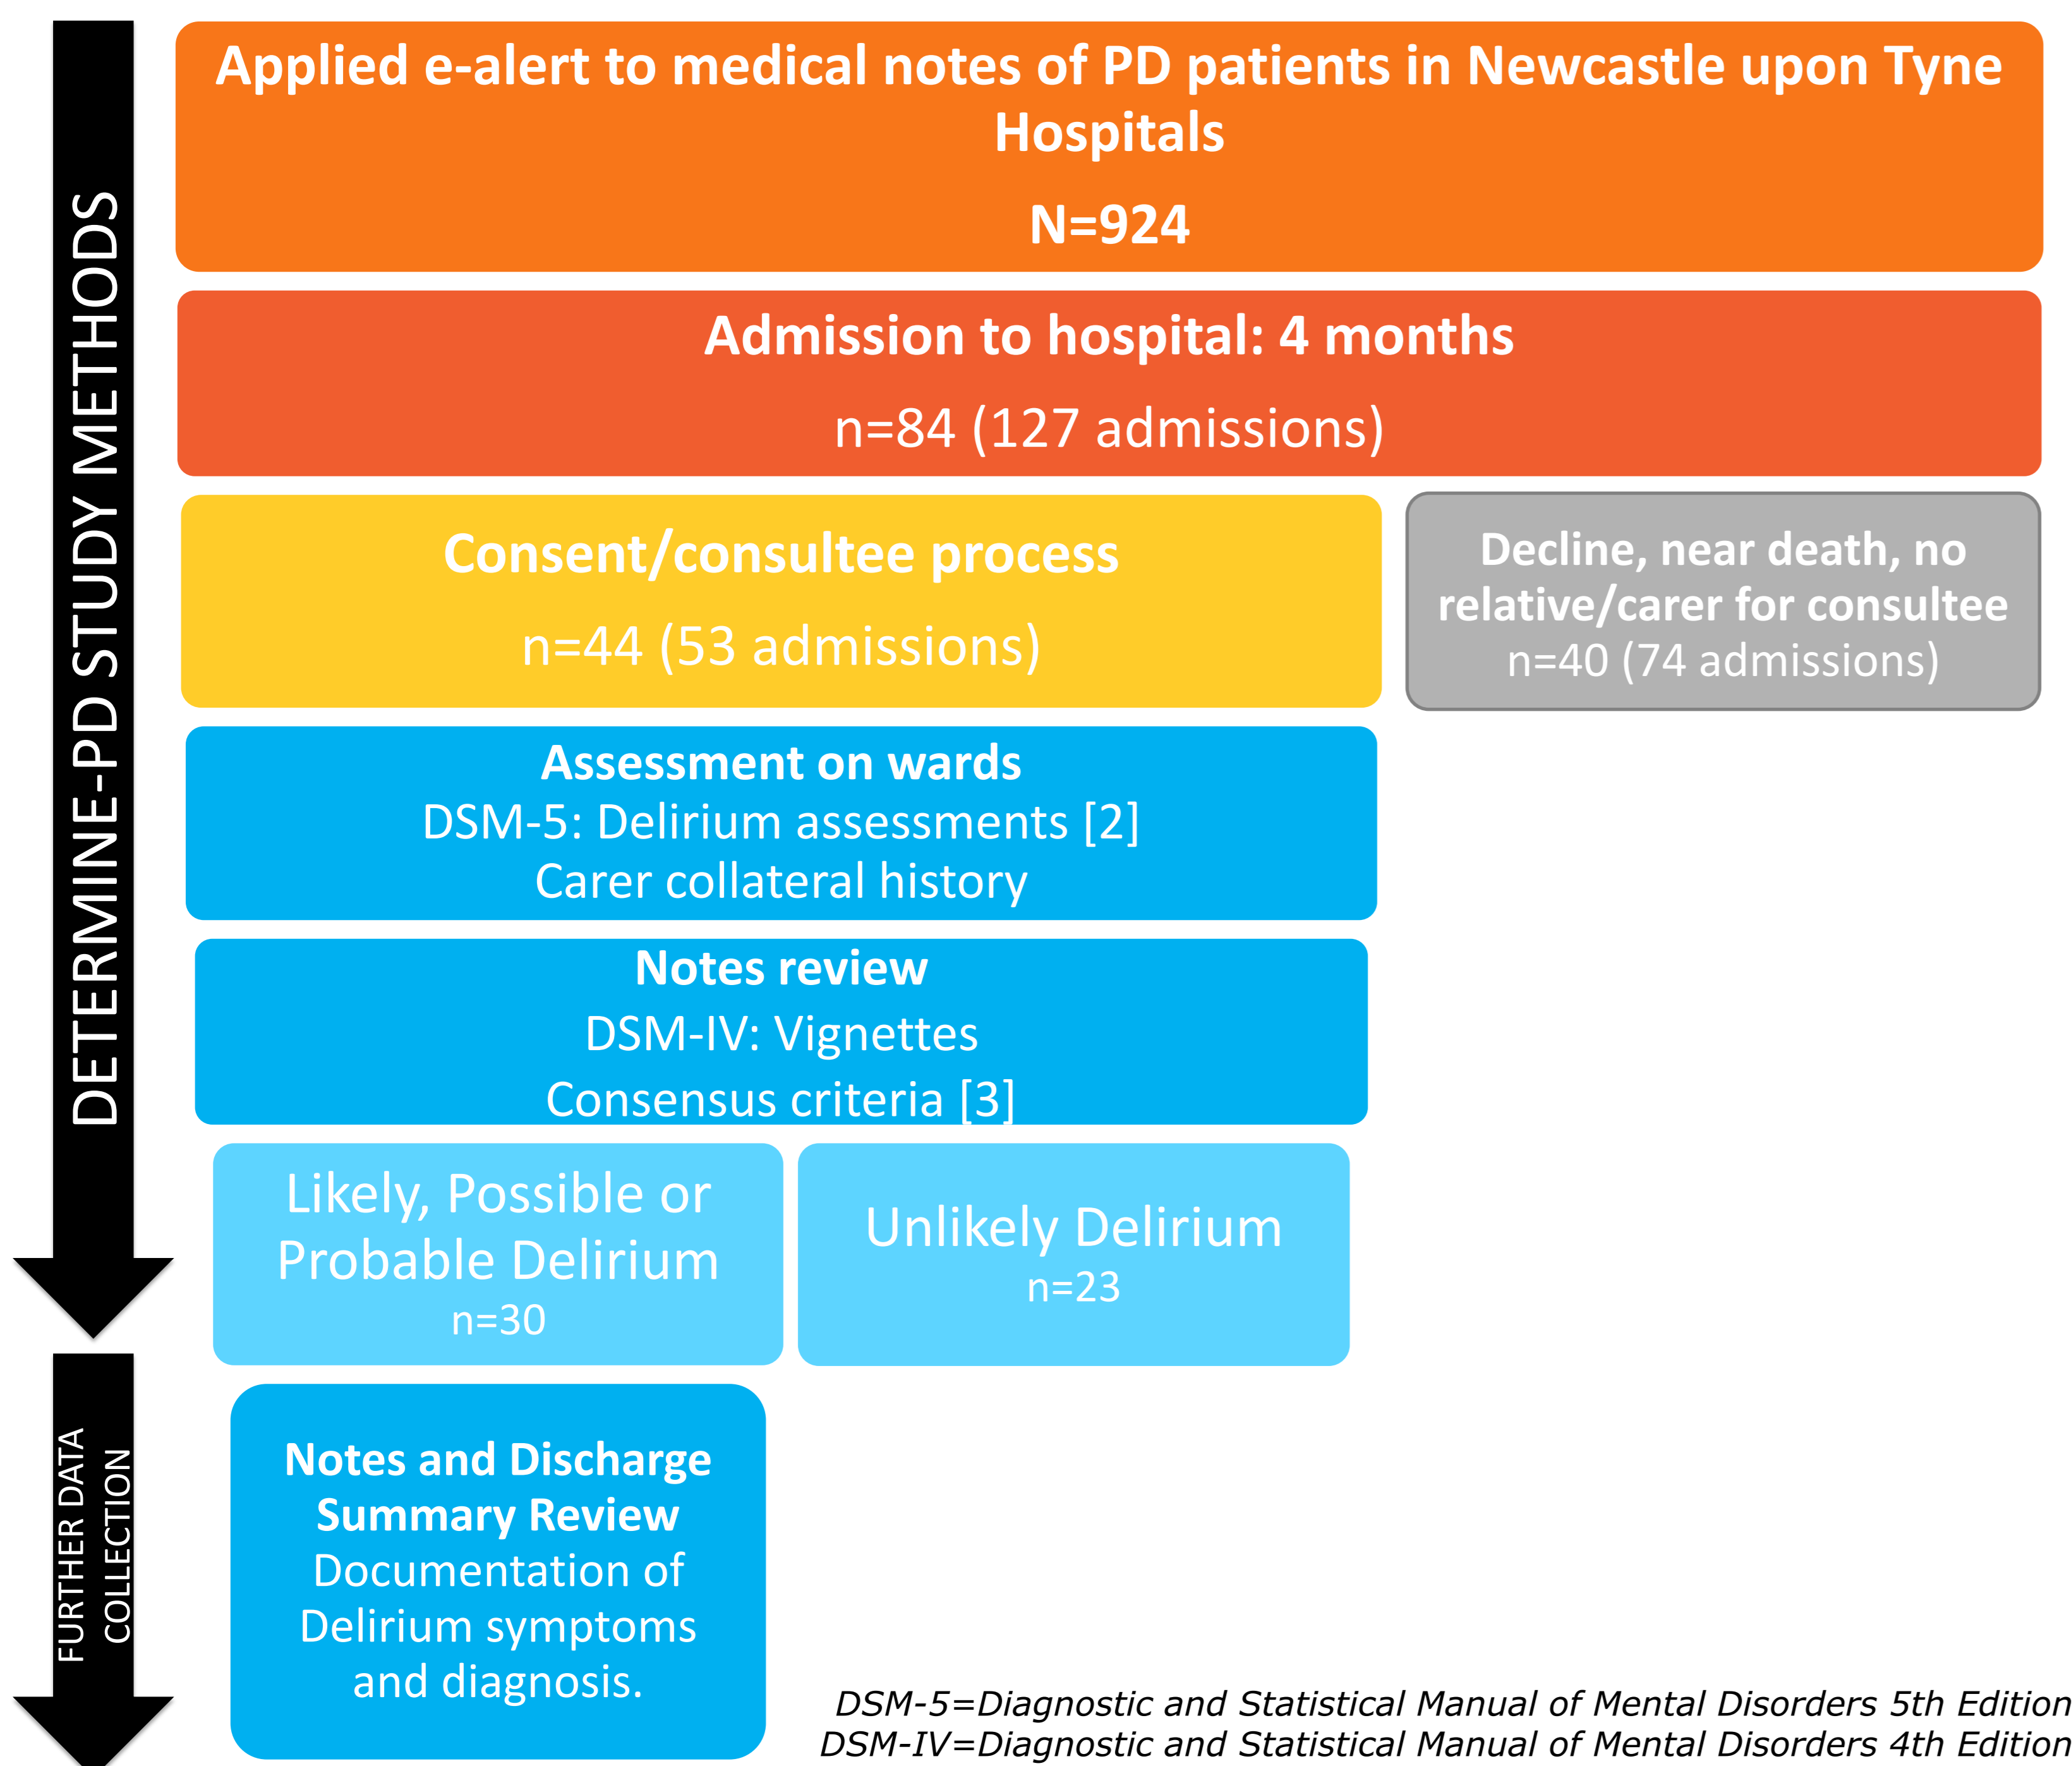 DETERMINE-PD STUDY METHODS
Applied e-alert to medical notes of PD patients in Newcastle upon Tyne
Hospitals
N=924
Admission to hospital: 4 months
n=84 (127 admissions)
Consent/consultee process
n=44 (53 admissions)
Decline, near death, no
relative/carer for consultee
n=40 (74 admissions)
Assessment on wards
DSM-5: Delirium assessments [2]
Carer collateral history
Notes review
DSM-IV: Vignettes
Consensus criteria [3]
Likely, Possible or
Probable Delirium
n=30
Unlikely Delirium
n=23
FURTHER DATA
COLLECTION
Notes and Discharge
Summary Review
Documentation of
Delirium symptoms
and diagnosis.
DSM-5=Diagnostic and Statistical Manual of Mental Disorders 5th Edition
DSM-IV=Diagnostic and Statistical Manual of Mental Disorders 4th Edition